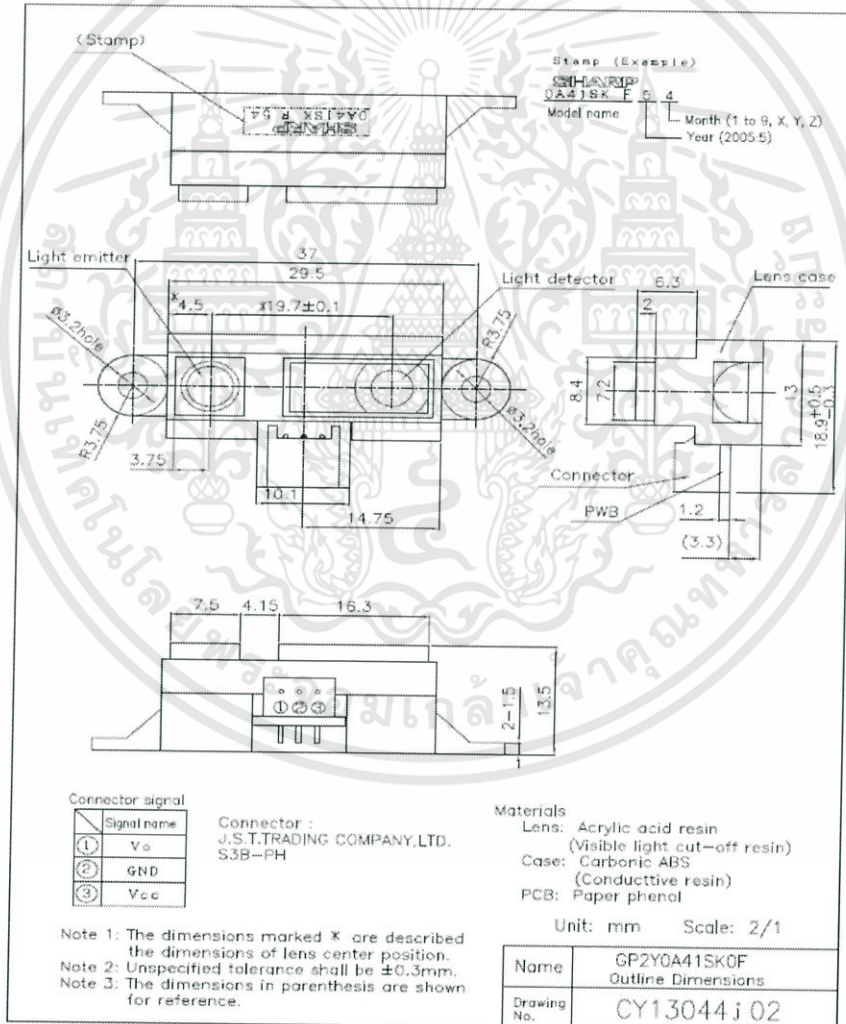 (Stamp)
Stamp (Example)
SHARP
0A41SK F 5 4
Model name
Month (1 to 9, X, Y, Z)
Year (2005:5)
SHARP
0A41SK F 54
Light emitter
37
29.5
Light detector
*4.5
*19.7±0.1
ø3.2hole
R3.75
R3.75
ø3.2hole
3.75
10.1
14.75
6.3
2
Lens case
8.4
7.2
13
18.9+0.5-0.3
Connector
PWB
1.2
(3.3)
7.5
4.15
16.3
① ② ③
2-1.5
13.5
1
Connector signal
Signal name
① Vo
② GND
③ Vcc
Connector :
J.S.T.TRADING COMPANY,LTD.
S3B-PH
Materials
Lens: Acrylic acid resin
(Visible light cut-off resin)
Case: Carbonic ABS
(Conducttive resin)
PCB: Paper phenol
Unit: mm Scale: 2/1
Note 1: The dimensions marked * are described
the dimensions of lens center position.
Note 2: Unspecified tolerance shall be ±0.3mm.
Note 3: The dimensions in parenthesis are shown
for reference.
Name GP2Y0A41SK0F
Outline Dimensions
Drawing No. CY13044j02